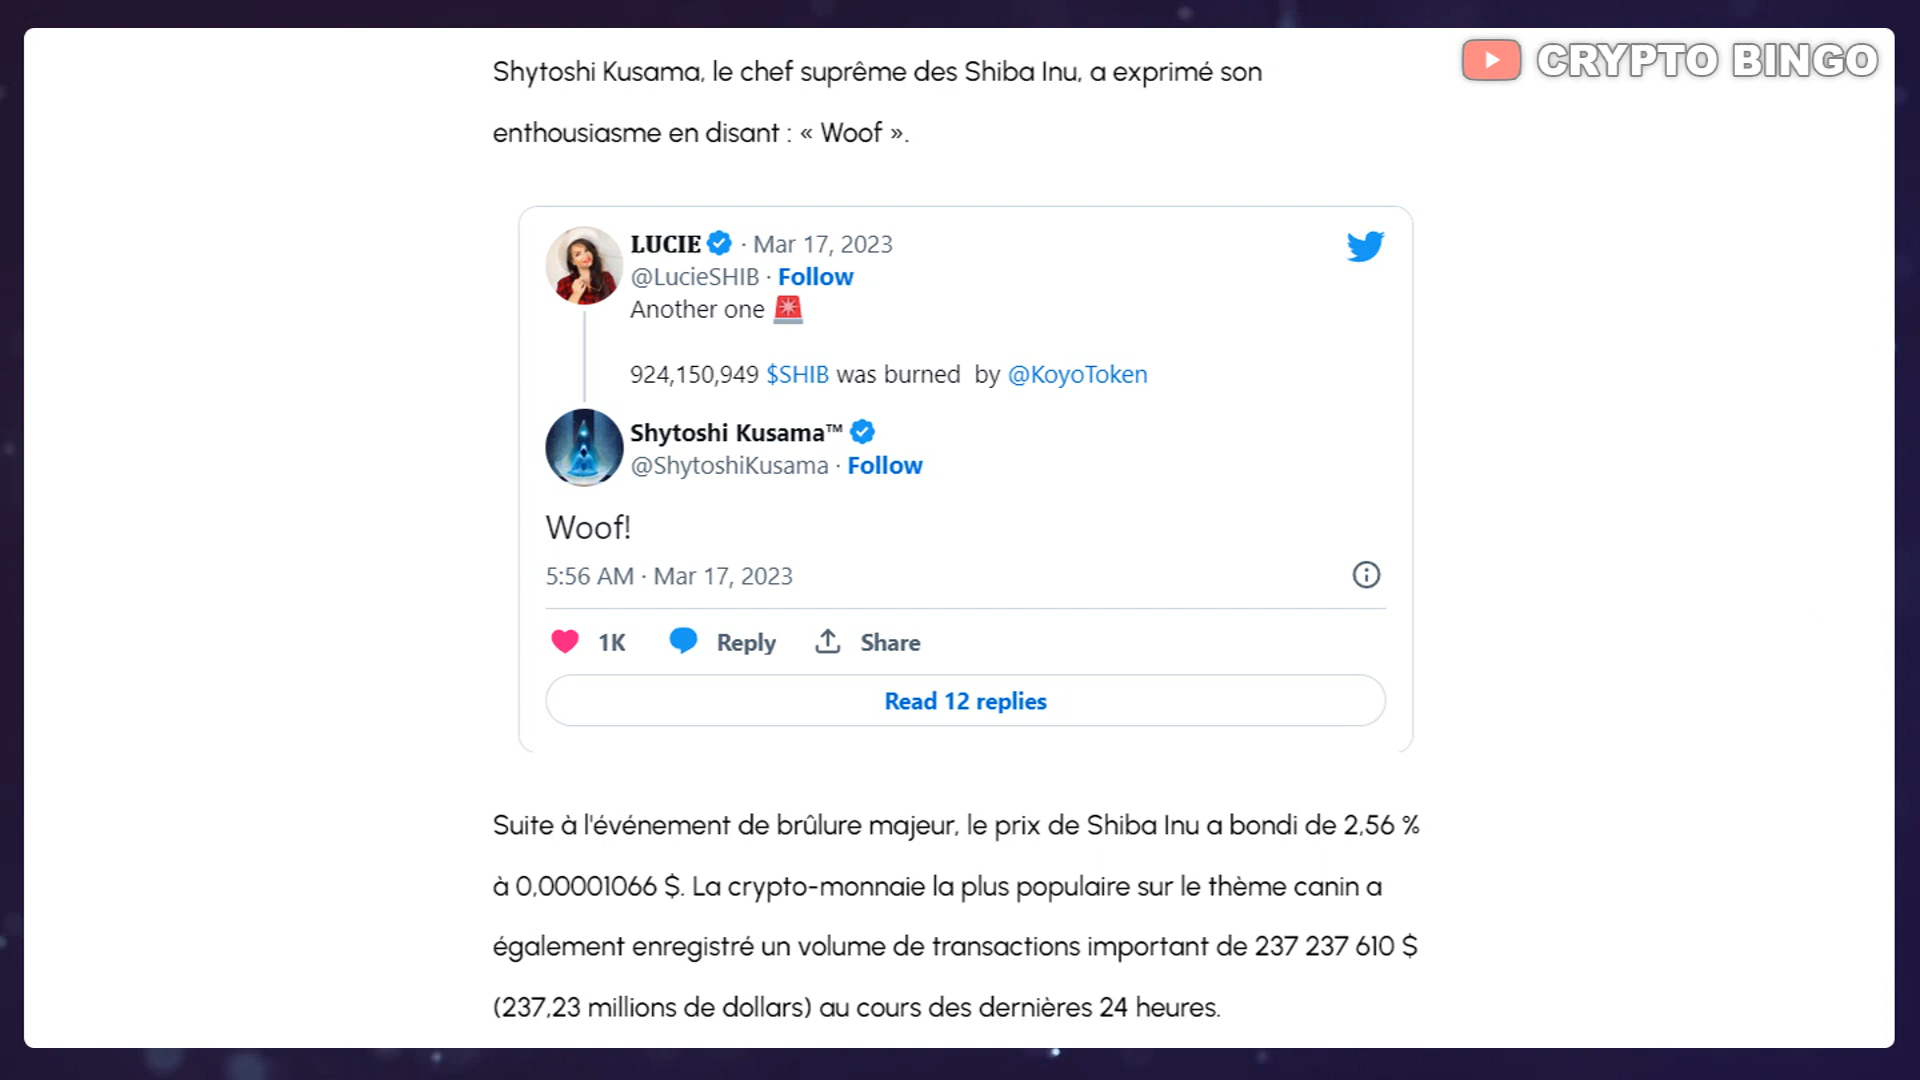 CRYPTO BINGO
Shytoshi Kusama, le chef suprême des Shiba Inu, a exprimé son
enthousiasme en disant : « Woof ».
LUCIE · Mar 17, 2023
@LucieSHIB · Follow
Another one 🚨
924,150,949 $SHIB was burned by @KoyoToken
Shytoshi Kusama™
@ShytoshiKusama · Follow
Woof!
5:56 AM · Mar 17, 2023
1K Reply Share
Read 12 replies
Suite à l'événement de brûlure majeur, le prix de Shiba Inu a bondi de 2,56 %
à 0,00001066 $. La crypto-monnaie la plus populaire sur le thème canin a
également enregistré un volume de transactions important de 237 237 610 $
(237,23 millions de dollars) au cours des dernières 24 heures.